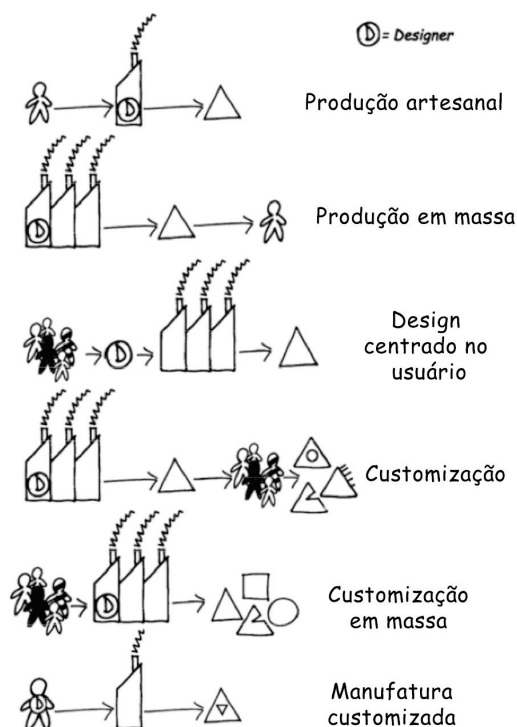 D = Designer
D
Produção artesanal
D
Produção em massa
D
Design
centrado no
usuário
D
Customização
D
Customização
em massa
D
Manufatura
customizada